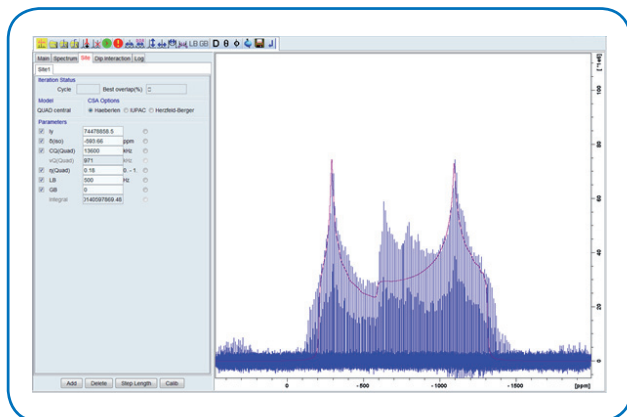 LB GB D θ Φ
Main Spectrum Site Dip Interaction Log
Site1
Iteration Status
Cycle Best overlap(%) 0
Model CSA Options
QUAD central Haeberlen IUPAC Herzfeld-Berger
Parameters
Iy 74478858.5
δ(iso) -593.66 ppm
CQ(Quad) 13600 kHz
νQ(Quad) 971 kHz
η(Quad) 0.16 0. - 1.
LB 500 Hz
GB 0
Integral
Add Delete Step Length Calib
0 -500 -1000 -1500 [ppm]
0 20 40 60 80 100 [*1e6]